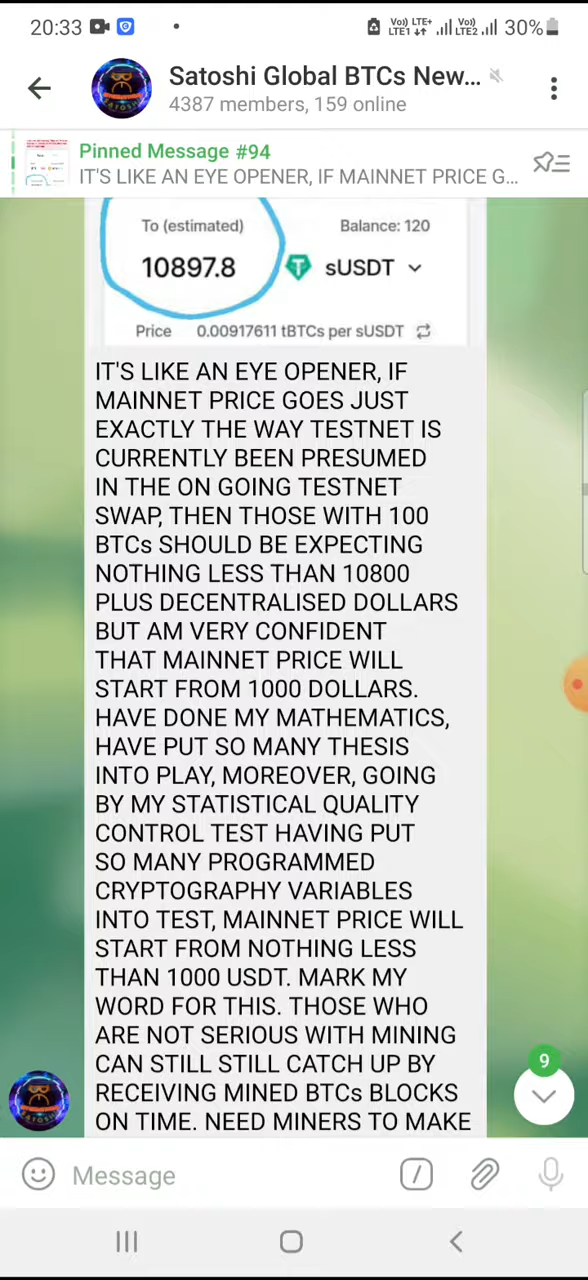 20:33
Vo)) LTE+ Vo))
LTE1 LTE2 30%
Satoshi Global BTCs New...
4387 members, 159 online
Pinned Message #94
IT'S LIKE AN EYE OPENER, IF MAINNET PRICE G...
To (estimated) Balance: 120
10897.8 sUSDT
Price 0.00917611 tBTCs per sUSDT
IT'S LIKE AN EYE OPENER, IF
MAINNET PRICE GOES JUST
EXACTLY THE WAY TESTNET IS
CURRENTLY BEEN PRESUMED
IN THE ON GOING TESTNET
SWAP, THEN THOSE WITH 100
BTCs SHOULD BE EXPECTING
NOTHING LESS THAN 10800
PLUS DECENTRALISED DOLLARS
BUT AM VERY CONFIDENT
THAT MAINNET PRICE WILL
START FROM 1000 DOLLARS.
HAVE DONE MY MATHEMATICS,
HAVE PUT SO MANY THESIS
INTO PLAY, MOREOVER, GOING
BY MY STATISTICAL QUALITY
CONTROL TEST HAVING PUT
SO MANY PROGRAMMED
CRYPTOGRAPHY VARIABLES
INTO TEST, MAINNET PRICE WILL
START FROM NOTHING LESS
THAN 1000 USDT. MARK MY
WORD FOR THIS. THOSE WHO
ARE NOT SERIOUS WITH MINING
CAN STILL STILL CATCH UP BY
RECEIVING MINED BTCs BLOCKS
ON TIME. NEED MINERS TO MAKE
9
Message